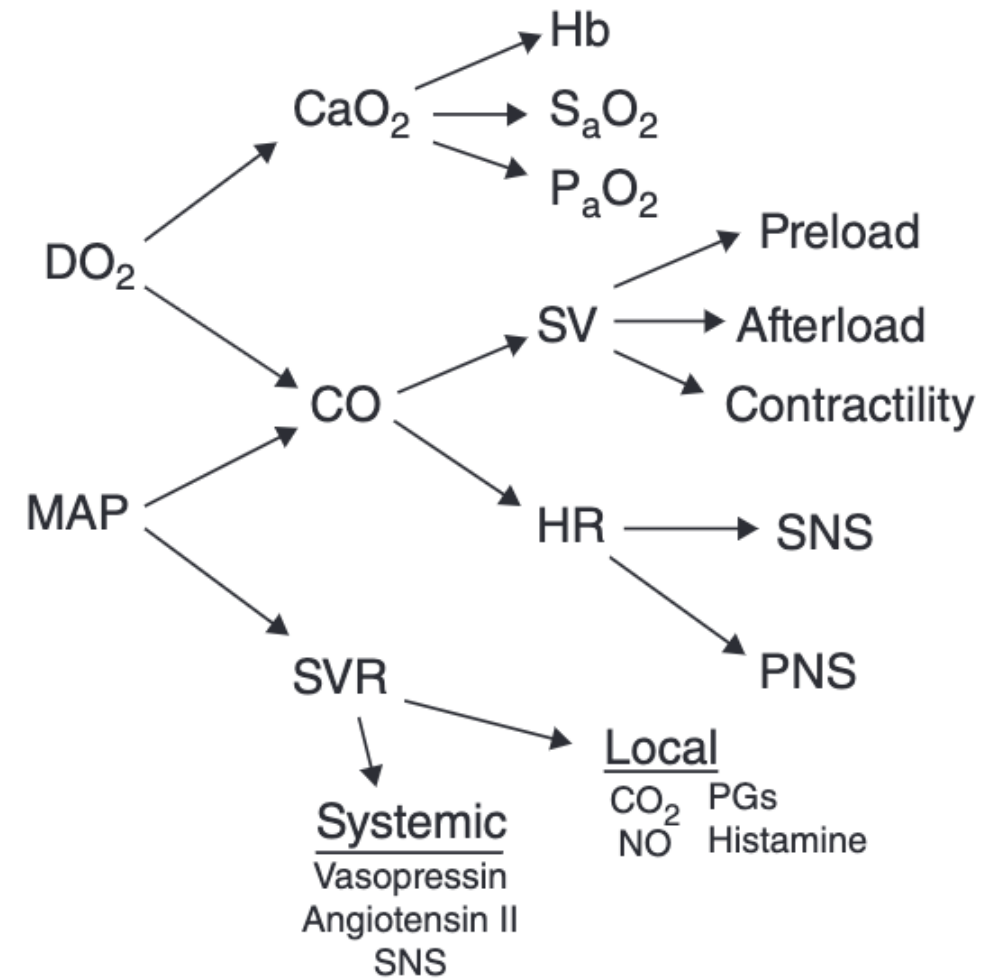 Hb
CaO₂
SₐO₂
PₐO₂
Preload
DO₂
SV
Afterload
CO
Contractility
MAP
HR
SNS
PNS
SVR
Local
CO₂ PGs
NO Histamine
Systemic
Vasopressin
Angiotensin II
SNS